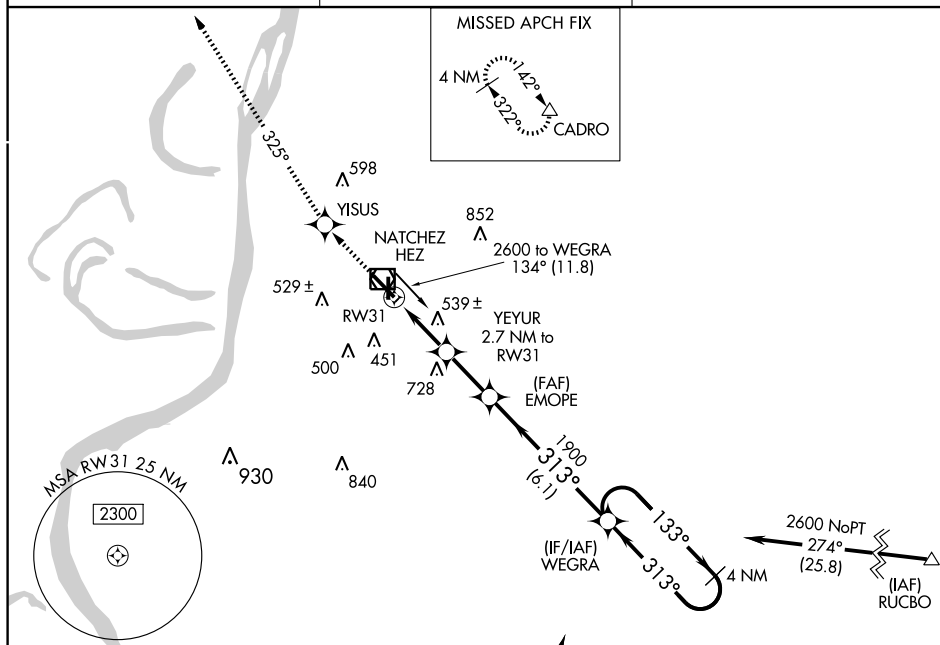 MISSED APCH FIX
4 NM
142°
322°
CADRO
325°
598
YISUS
852
NATCHEZ
HEZ
2600 to WEGRA
134° (11.8)
529 ±
539 ±
RW31
YEYUR
2.7 NM to
RW31
500
451
728
(FAF)
EMOPE
1900
313°
(6.1)
930
840
MSA RW31 25 NM
2300
(IF/IAF)
WEGRA
133°
313°
4 NM
2600 NoPT
274°
(25.8)
(IAF)
RUCBO